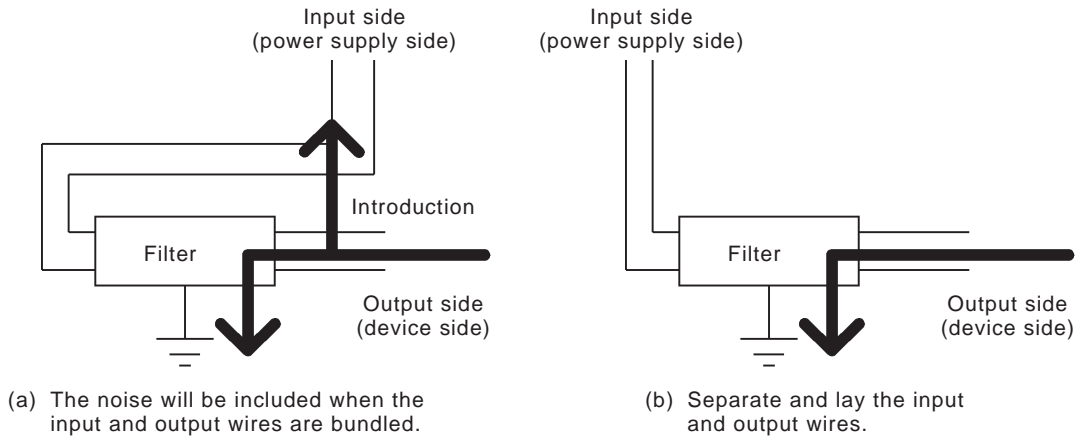 Input side
(power supply side)
Introduction
Filter
Output side
(device side)
(a) The noise will be included when the
input and output wires are bundled.
Input side
(power supply side)
Filter
Output side
(device side)
(b) Separate and lay the input
and output wires.